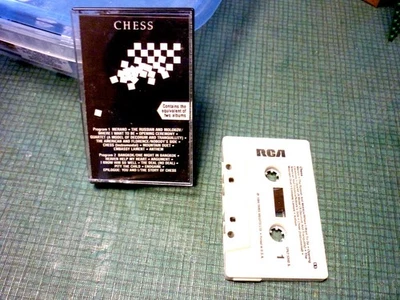 CHESS
Contains the
equivalent of
two albums
Program 1 MERANO • THE RUSSIAN AND MOLOKOV/
WHERE I WANT TO BE • OPENING CEREMONY •
QUARTET (A MODEL OF DECORUM AND TRANQUILLITY) •
THE AMERICAN AND FLORENCE/NOBODY'S SIDE •
CHESS (Instrumental) • MOUNTAIN DUET •
EMBASSY LAMENT • ANTHEM
Program 2 BANGKOK/ONE NIGHT IN BANGKOK •
HEAVEN HELP MY HEART • ARGUMENT •
I KNOW HIM SO WELL • THE DEAL (NO DEAL) •
PITY THE CHILD • ENDGAME •
EPILOGUE: YOU AND I/THE STORY OF CHESS
RCA
1